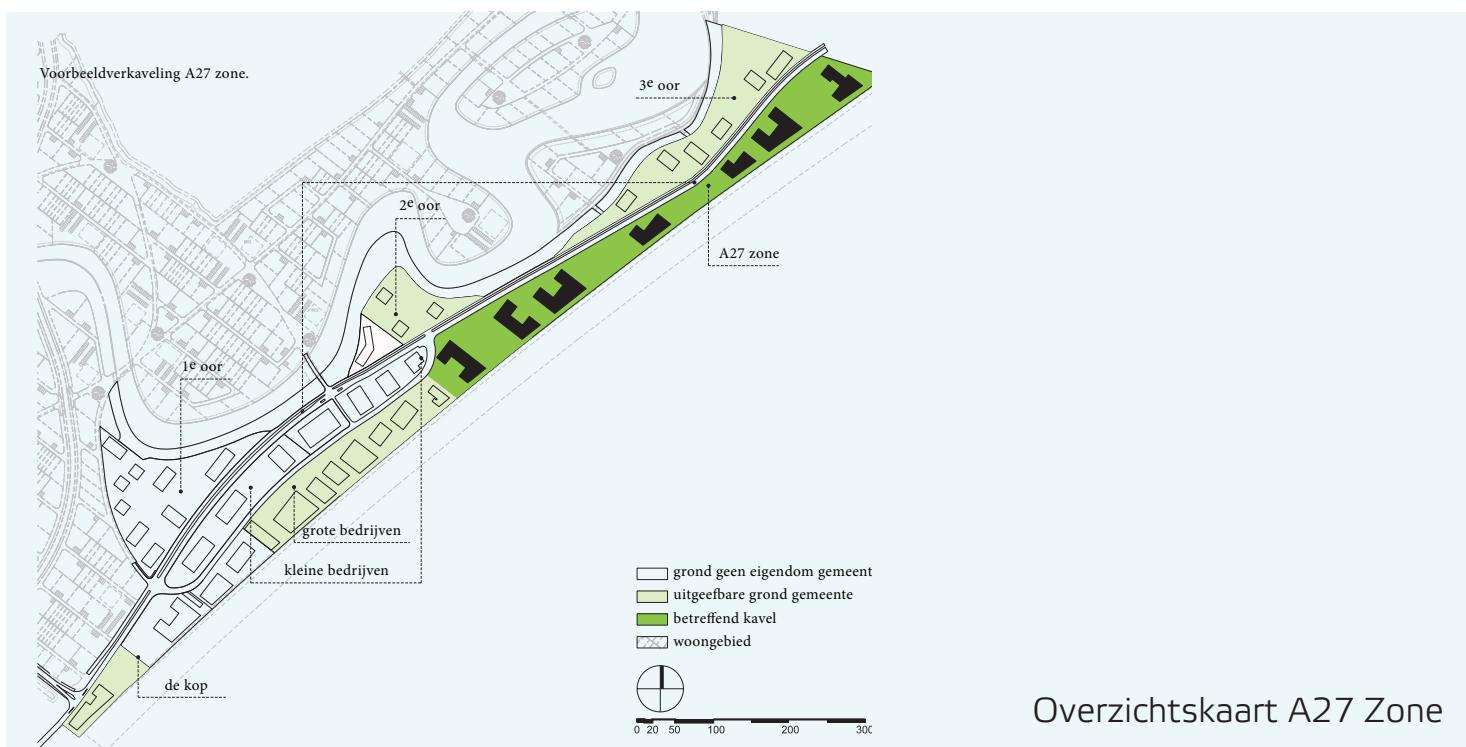 Voorbeeldverkaveling A27 zone.
3e oor
2e oor
A27 zone
1e oor
grote bedrijven
kleine bedrijven
de kop
grond geen eigendom gemeent
uitgeefbare grond gemeente
betreffend kavel
woongebied
0 20 50 100 200 300
Overzichtskaart A27 Zone